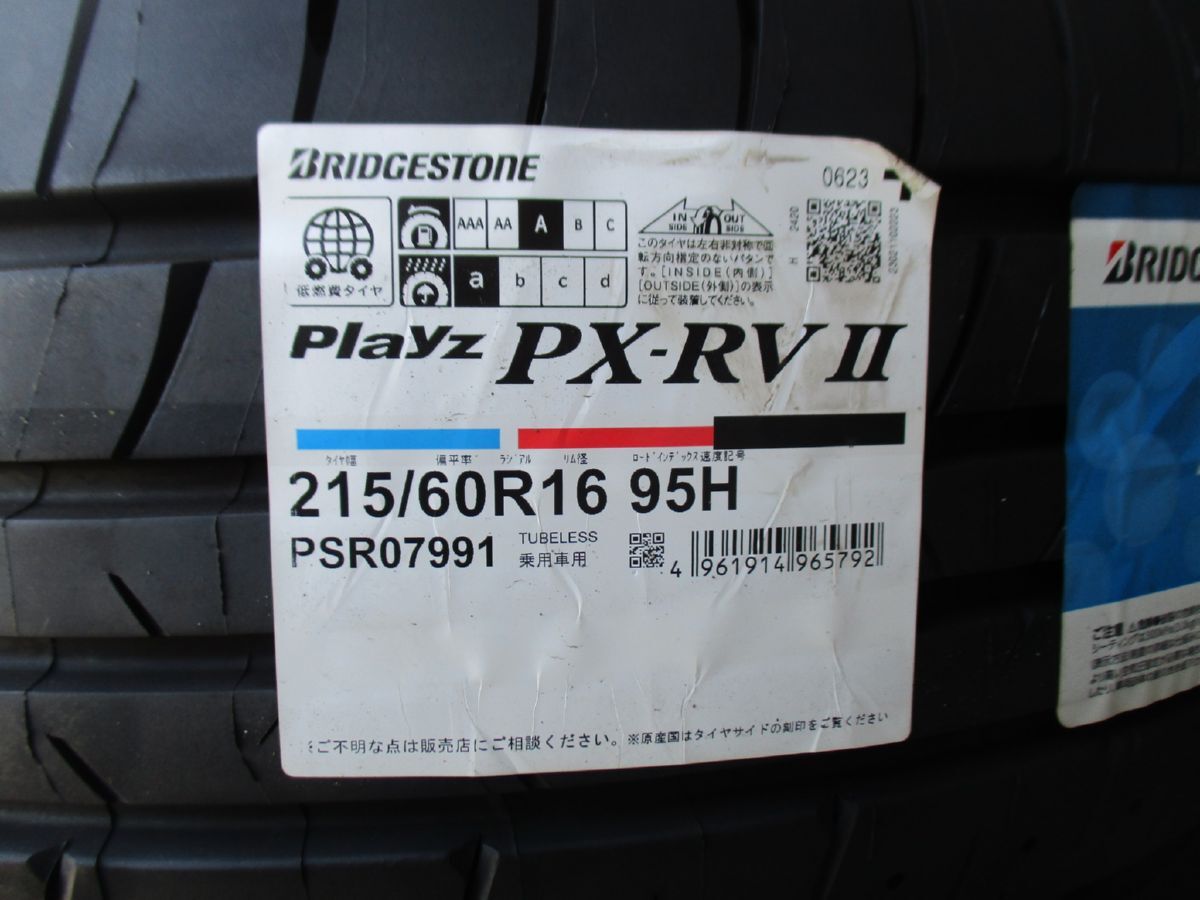 BRIDGESTONE
0623
AAA AA A B C
a b c d
低燃費タイヤ
IN SIDE OUT SIDE
このタイヤは左右非対称で回
転方向指定のないパタンで
す。[INSIDE(内側)]
[OUTSIDE(外側)]の表示
に従って装着してください。
H 2420
230211002223
Playz PX-RV II
タイヤ幅 偏平率 ラジアル リム径 ロードインデックス 速度記号
215/60R16 95H
PSR07991 TUBELESS
乗用車用
4 961914 965792
ご不明な点は販売店にご相談ください。※原産国はタイヤサイドの刻印をご覧ください
BRIDG
ご注意